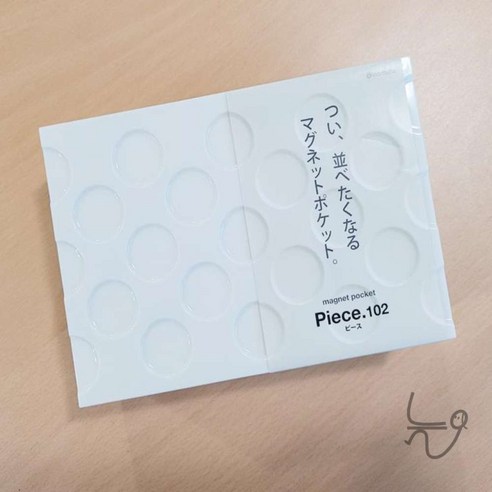 つい、並べたくなる
マグネットポケット。
magnet pocket
Piece.102
ピース